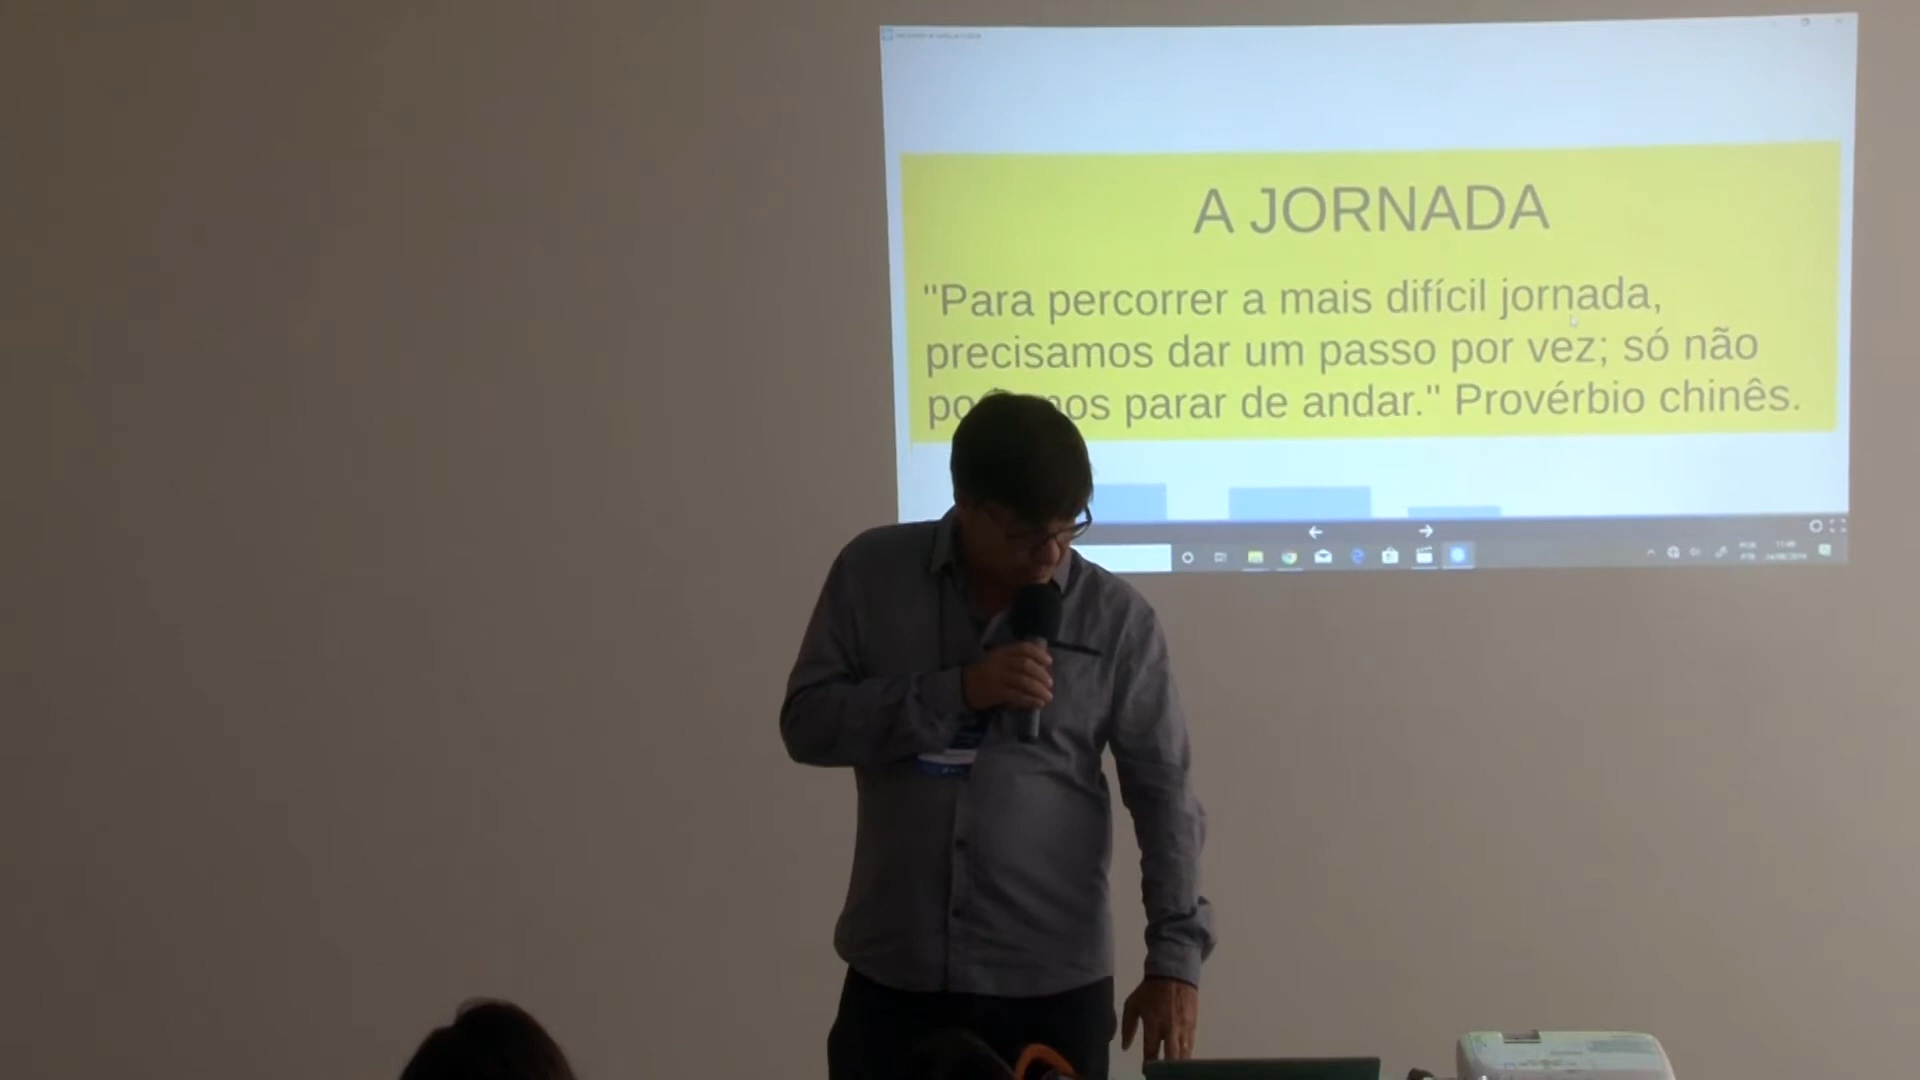 A JORNADA
"Para percorrer a mais difícil jornada,
precisamos dar um passo por vez; só não
parar de andar." Provérbio chinês.